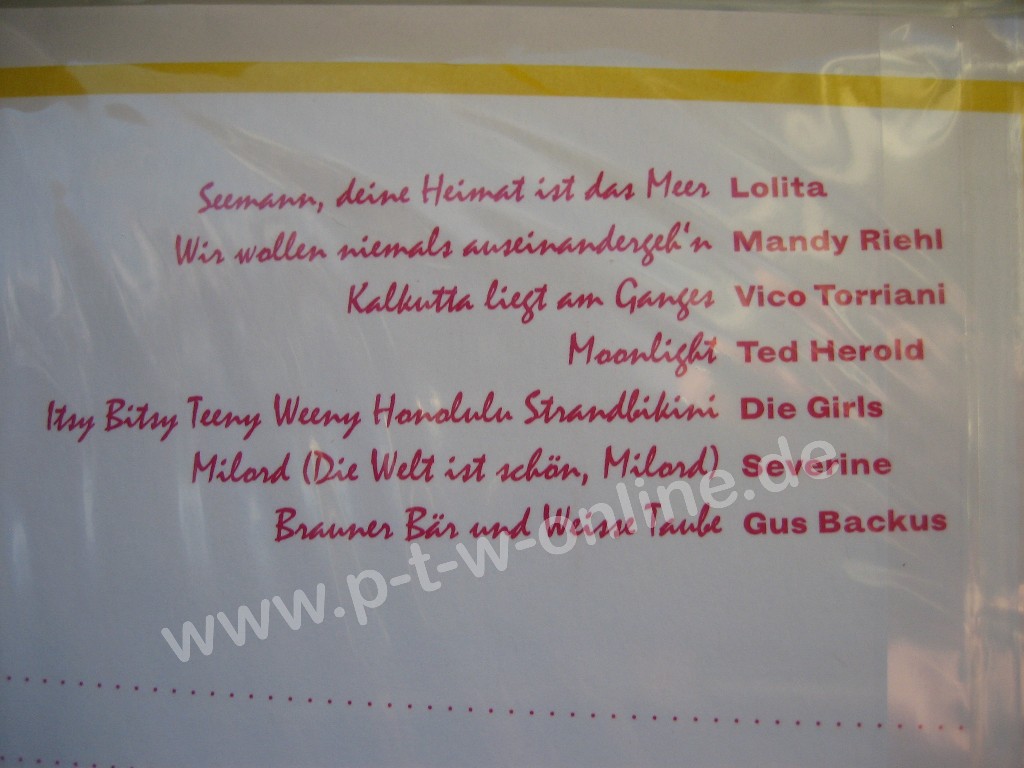 Seemann, deine Heimat ist das Meer Lolita
Wir wollen niemals auseinandergeh'n Mandy Riehl
Kalkutta liegt am Ganges Vico Torriani
Moonlight Ted Herold
Itsy Bitsy Teeny Weeny Honolulu Strandbikini Die Girls
Milord (Die Welt ist schön, Milord) Severine
Brauner Bär und Weisse Taube Gus Backus
www.p-t-w-online.de